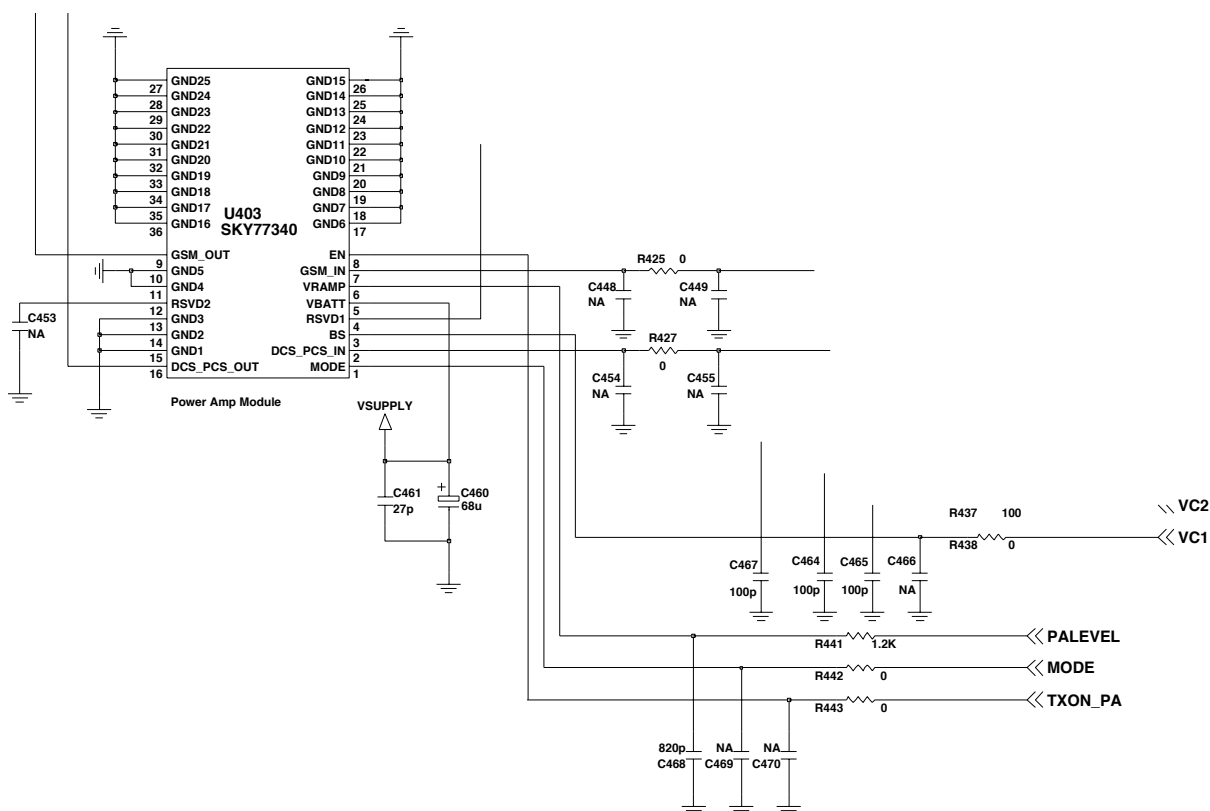 GND25 GND15
27 26
GND24 GND14
28 25
GND23 GND13
29 24
GND22 GND12
30 23
GND21 GND11
31 22
GND20 GND10
32 21
GND19 GND9
33 20
GND18 GND8
34 19
GND17 GND7
35 18
GND16 GND6
36 17
U403
SKY77340
GSM_OUT EN
9 8
GND5 GSM_IN
10 7
GND4 VRAMP
11 6
RSVD2 VBATT
12 5
GND3 RSVD1
13 4
GND2 BS
14 3
GND1 DCS_PCS_IN
15 2
DCS_PCS_OUT MODE
16 1
C453
NA
Power Amp Module
R425 0
C448
NA
C449
NA
R427
0
C454
NA
C455
NA
VSUPPLY
C461
27p
+
C460
68u
R437 100
VC2
R438 0
VC1
C467
100p
C464
100p
C465
100p
C466
NA
R441 1.2K
PALEVEL
R442 0
MODE
R443 0
TXON_PA
820p
C468
NA
C469
NA
C470